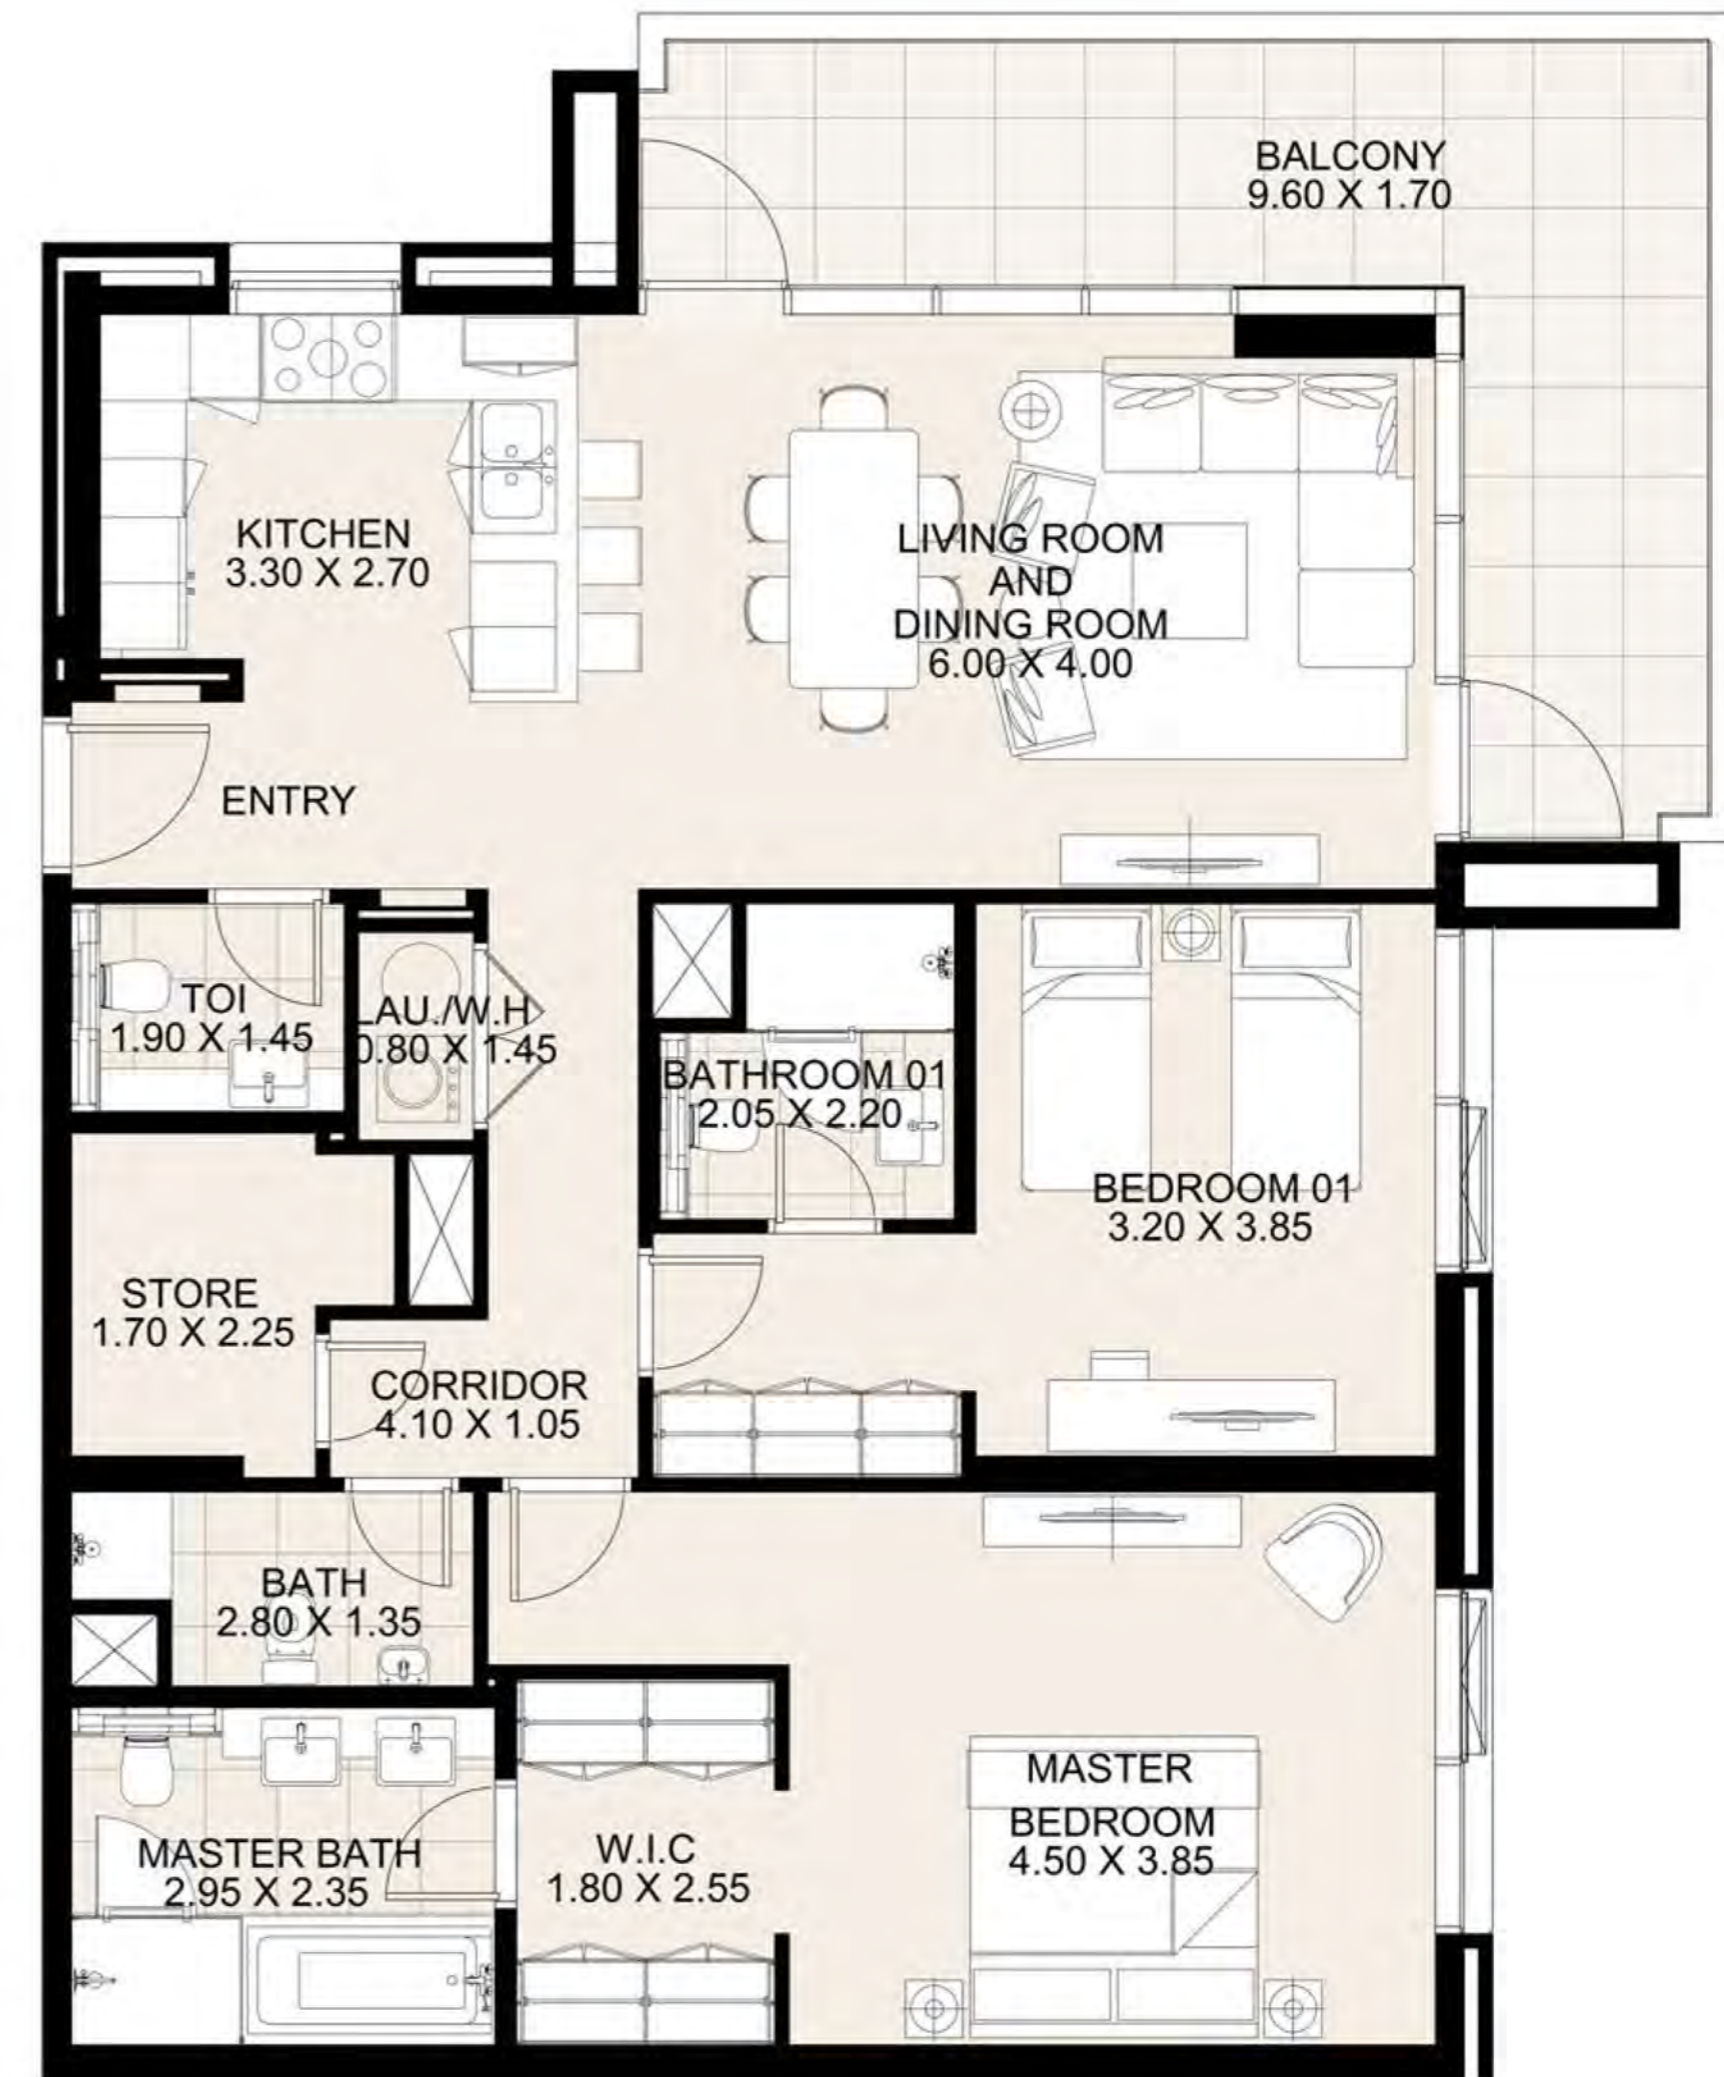 BALCONY
9.60 X 1.70
KITCHEN
3.30 X 2.70
LIVING ROOM
AND
DINING ROOM
6.00 X 4.00
ENTRY
TOI
1.90 X 1.45
LAU./W.H
0.80 X 1.45
BATHROOM 01
2.05 X 2.20
BEDROOM 01
3.20 X 3.85
STORE
1.70 X 2.25
CORRIDOR
4.10 X 1.05
BATH
2.80 X 1.35
MASTER
BEDROOM
4.50 X 3.85
MASTER BATH
2.95 X 2.35
W.I.C
1.80 X 2.55